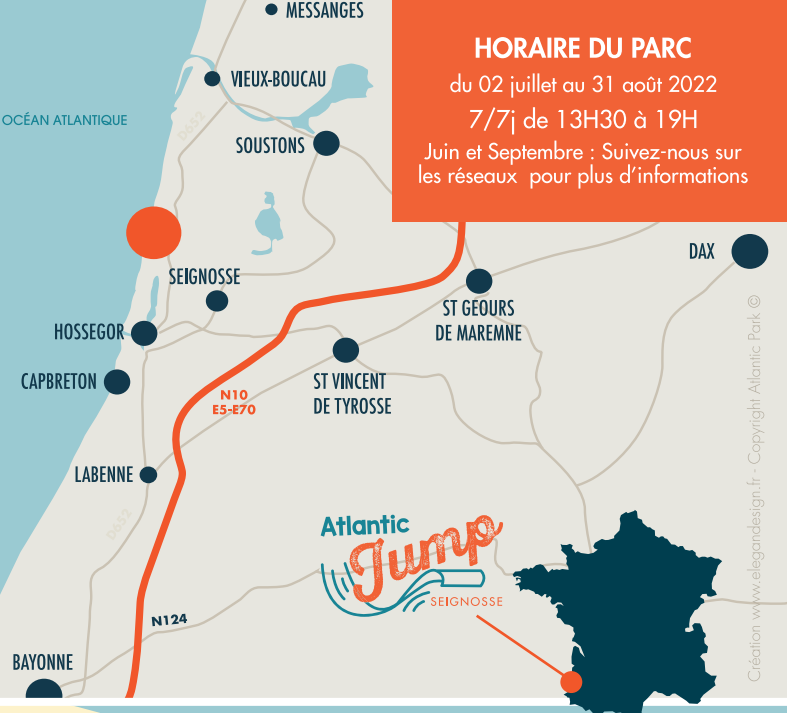 MESSANGES
HORAIRE DU PARC
du 02 juillet au 31 août 2022
7/7j de 13H30 à 19H
Juin et Septembre : Suivez-nous sur
les réseaux pour plus d'informations
VIEUX-BOUCAU
OCÉAN ATLANTIQUE
D652
SOUSTONS
DAX
SEIGNOSSE
ST GEOURS
DE MAREMNE
HOSSEGOR
CAPBRETON
ST VINCENT
DE TYROSSE
N10
E5-E70
LABENNE
D652
Atlantic
Jump
SEIGNOSSE
N124
BAYONNE
Création www.elegandesign.fr - Copyright Atlantic Park ©